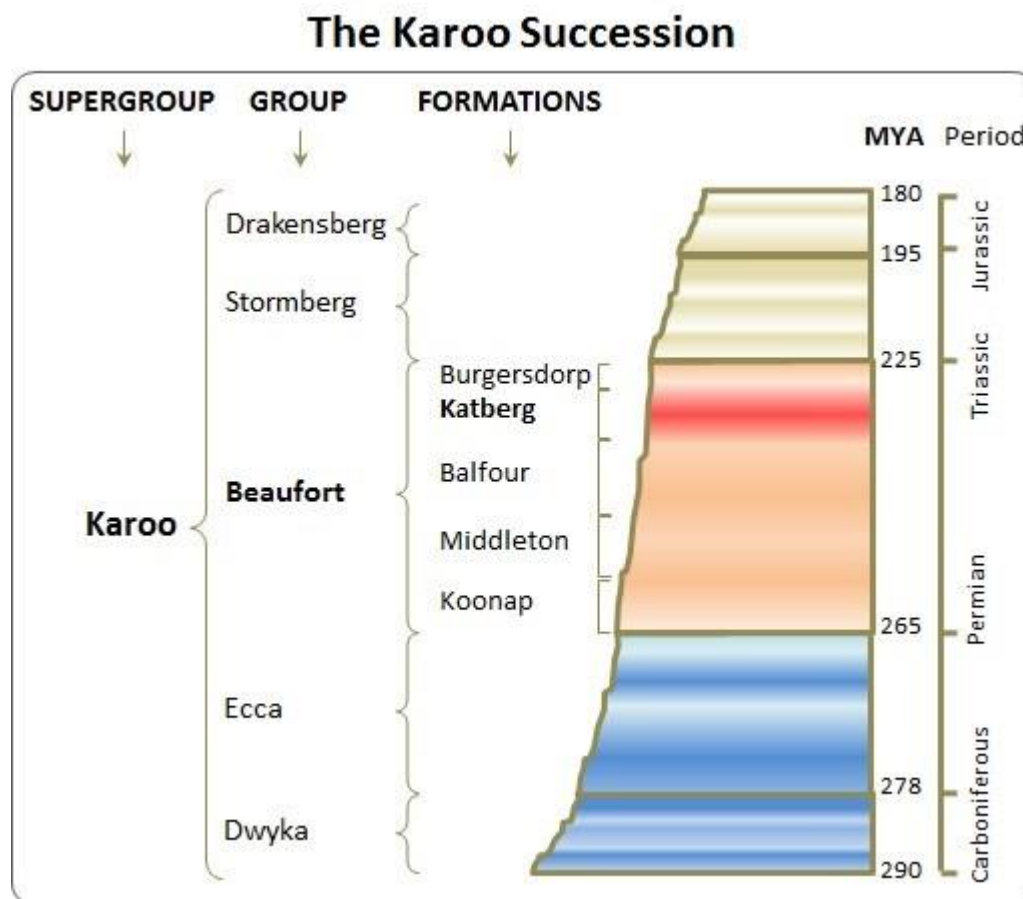 The Karoo Succession
SUPERGROUP GROUP FORMATIONS
MYA Period
180
Drakensberg
Jurassic
195
Stormberg
Triassic
225
Burgersdorp
Katberg
Balfour
Beaufort
Karoo
Middleton
Koonap
Permian
265
Ecca
278
Carboniferous
Dwyka
290